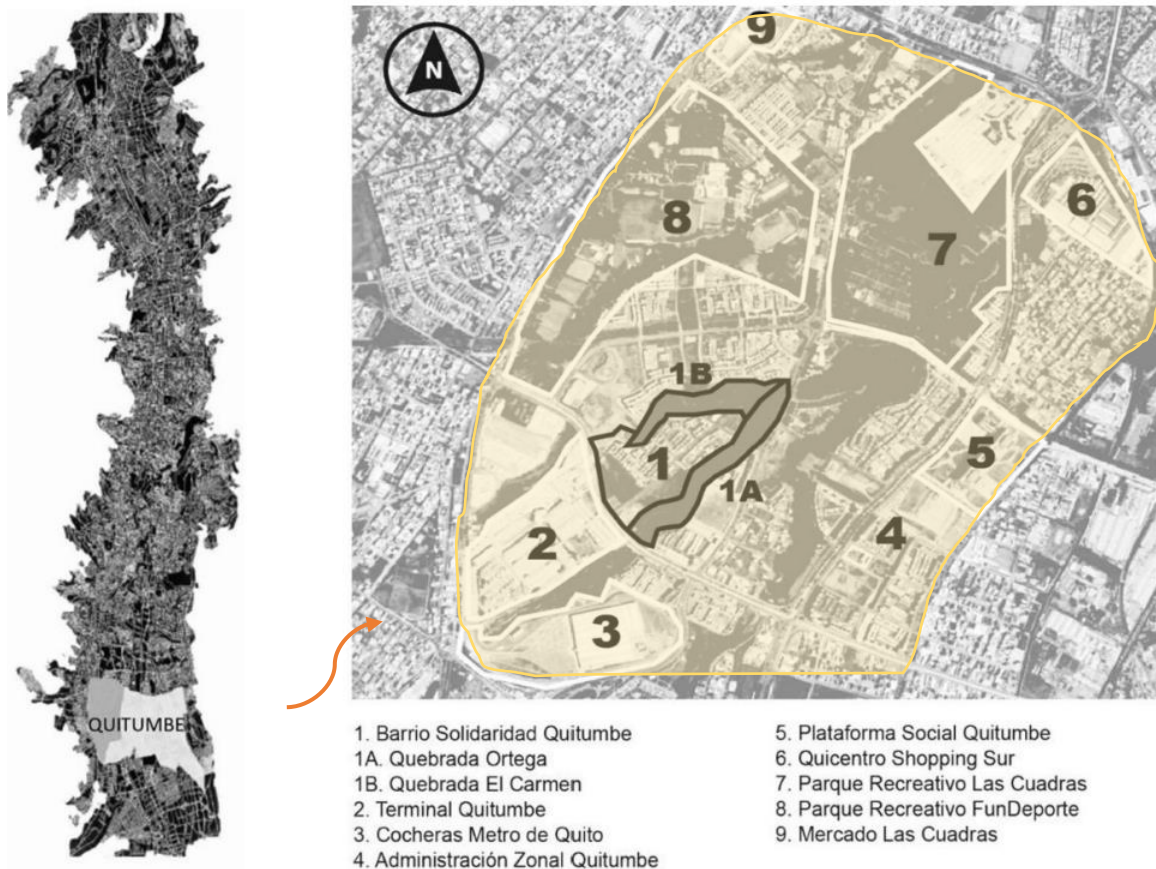 N
9
8
7
6
1B
1
1A
5
2
4
3
QUITUMBE
1. Barrio Solidaridad Quitumbe
1A. Quebrada Ortega
1B. Quebrada El Carmen
2. Terminal Quitumbe
3. Cocheras Metro de Quito
4. Administración Zonal Quitumbe
5. Plataforma Social Quitumbe
6. Quicentro Shopping Sur
7. Parque Recreativo Las Cuadras
8. Parque Recreativo FunDeporte
9. Mercado Las Cuadras